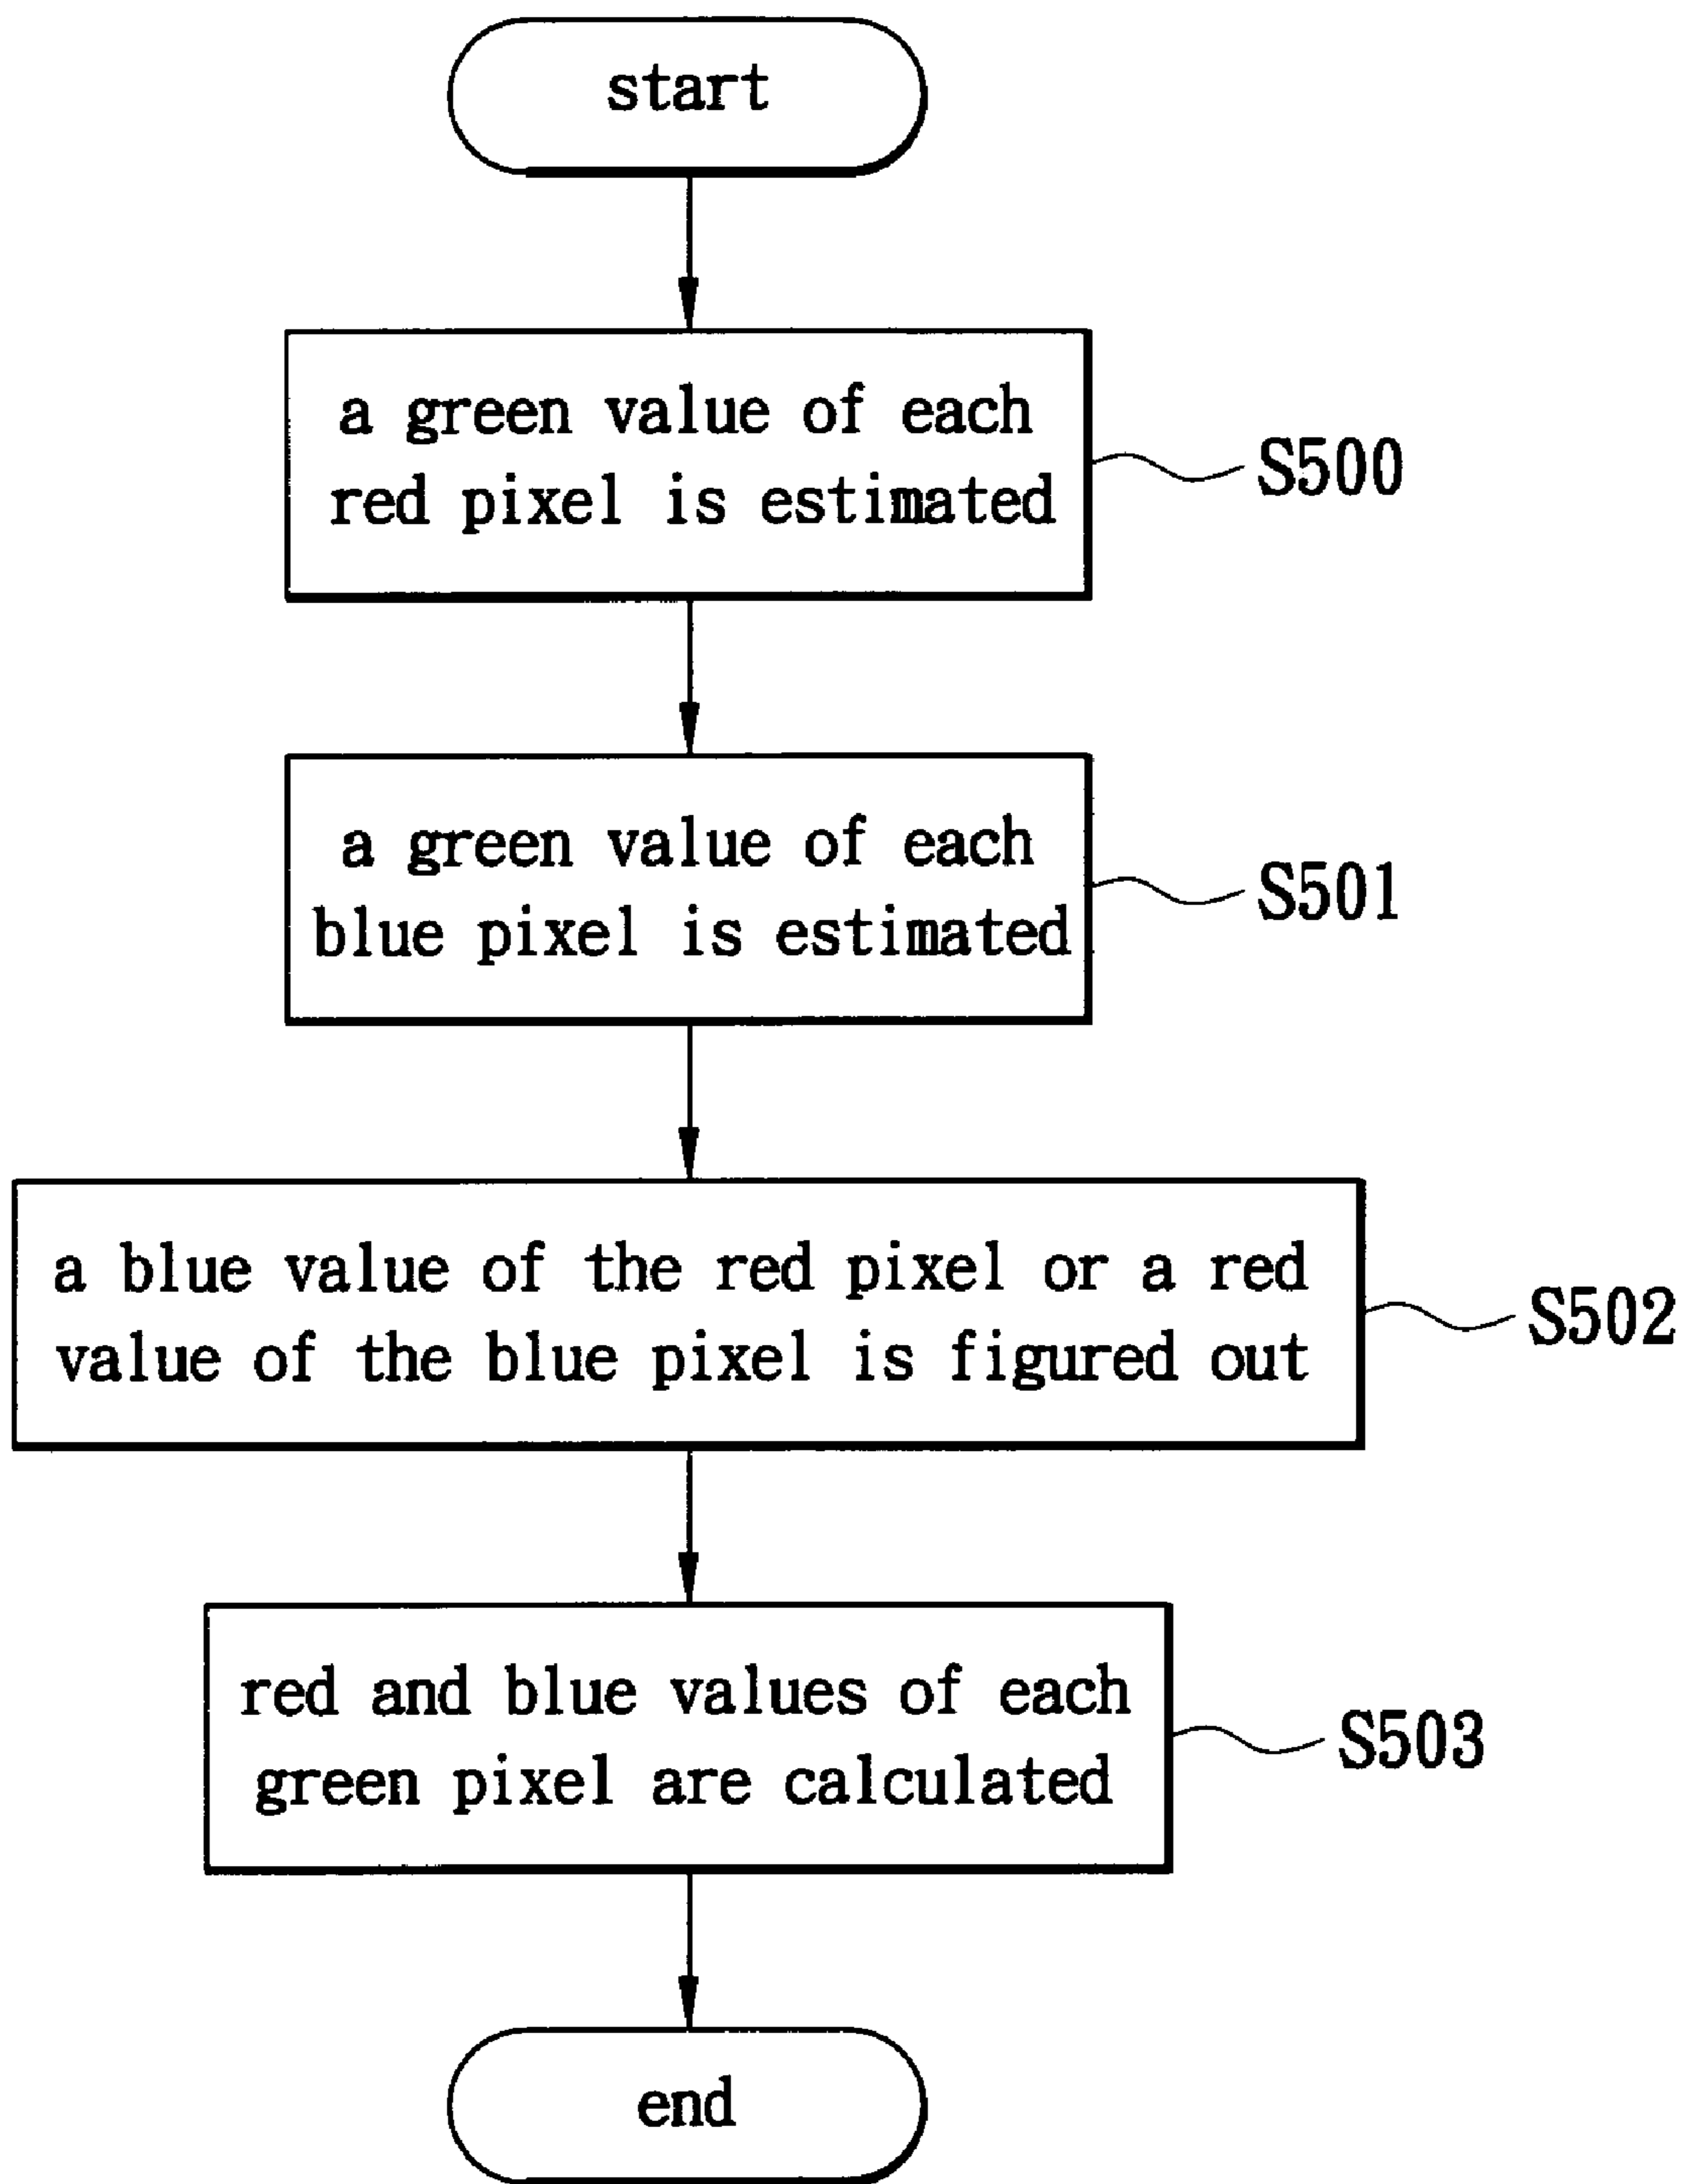 start
a green value of each
red pixel is estimated
S500
a green value of each
blue pixel is estimated
S501
a blue value of the red pixel or a red
value of the blue pixel is figured out
S502
red and blue values of each
green pixel are calculated
S503
end